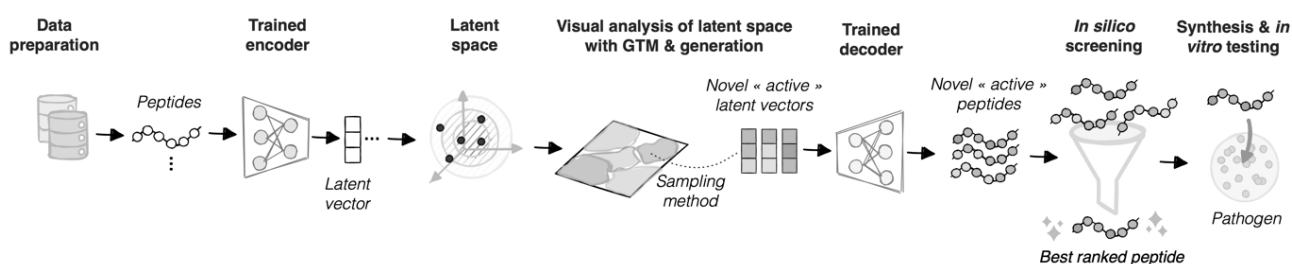 Data
preparation
Trained
encoder
Latent
space
Visual analysis of latent space
with GTM & generation
Trained
decoder
In silico
screening
Synthesis & in
vitro testing
Peptides
...
Latent
vector
...
Sampling
method
Novel « active »
latent vectors
Novel « active »
peptides
Best ranked peptide
Pathogen